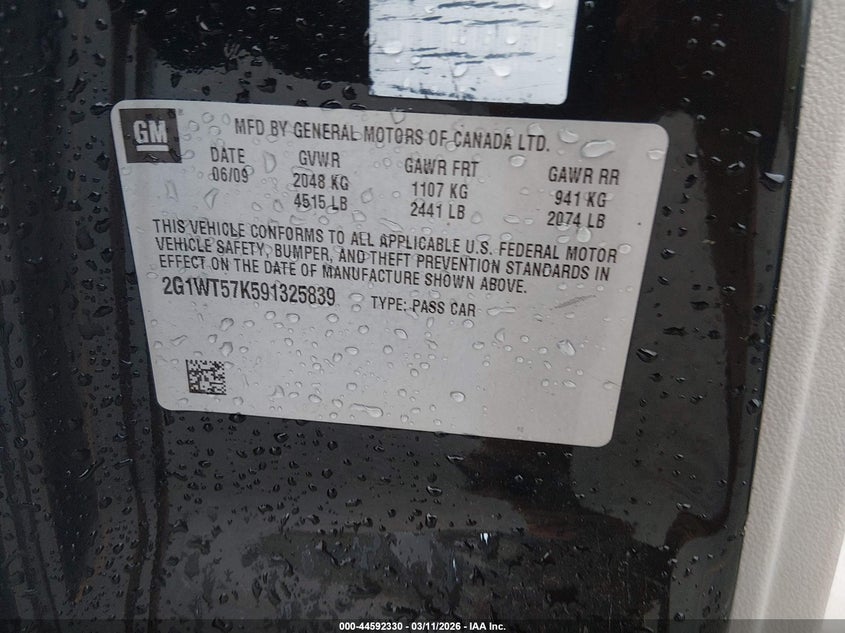 GM
MFD BY GENERAL MOTORS OF CANADA LTD.
DATE GVWR GAWR FRT GAWR RR
06/09 2048 KG 1107 KG 941 KG
4515 LB 2441 LB 2074 LB
THIS VEHICLE CONFORMS TO ALL APPLICABLE U.S. FEDERAL MOTOR
VEHICLE SAFETY, BUMPER, AND THEFT PREVENTION STANDARDS IN
EFFECT ON THE DATE OF MANUFACTURE SHOWN ABOVE.
2G1WT57K591325839 TYPE: PASS CAR
000-44592330 — 03/11/2026 — IAA Inc.